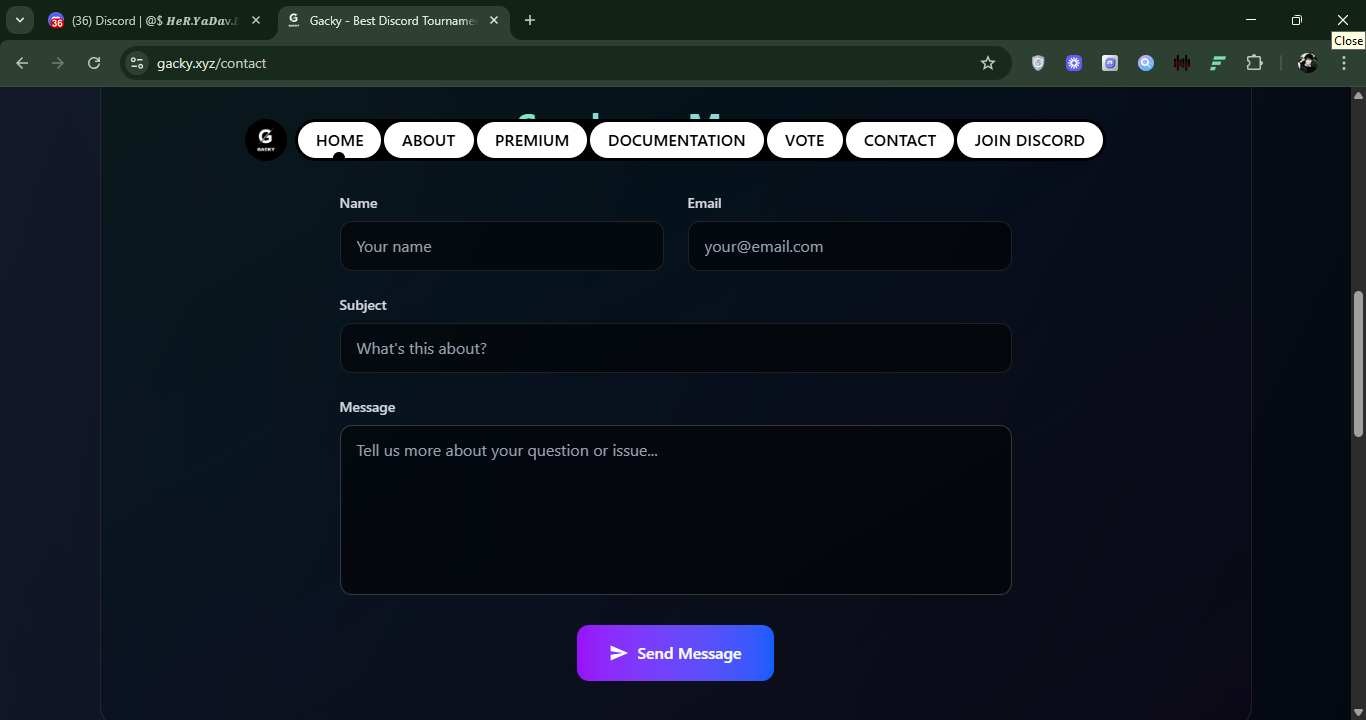 (36) Discord | @$ HeR.YaDav.
Gacky - Best Discord Tourname
Close
gacky.xyz/contact
G
GACKY
HOME
ABOUT
PREMIUM
DOCUMENTATION
VOTE
CONTACT
JOIN DISCORD
Name
Email
Your name
your@email.com
Subject
What's this about?
Message
Tell us more about your question or issue...
Send Message